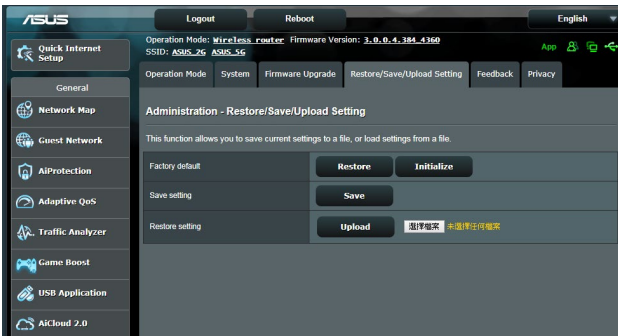 ASUS
Logout
Reboot
English
Quick Internet Setup
Operation Mode: Wireless router Firmware Version: 3.0.0.4.384_4360
SSID: ASUS_2G ASUS_5G
App
Operation Mode
System
Firmware Upgrade
Restore/Save/Upload Setting
Feedback
Privacy
General
Network Map
Guest Network
AiProtection
Adaptive QoS
Traffic Analyzer
Game Boost
USB Application
AiCloud 2.0
Administration - Restore/Save/Upload Setting
This function allows you to save current settings to a file, or load settings from a file.
Factory default
Restore
Initialize
Save setting
Save
Restore setting
Upload
選擇檔案 未選擇任何檔案